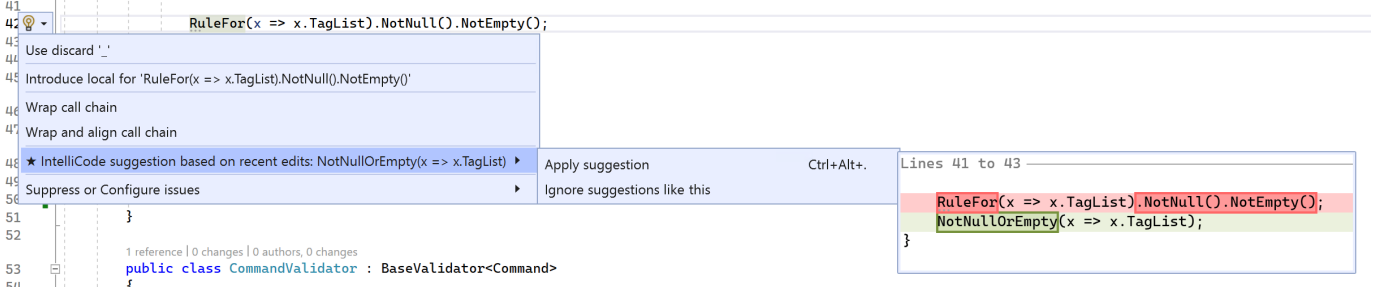 41
42 RuleFor(x => x.TagList).NotNull().NotEmpty();
43
Use discard '_'
44
45 Introduce local for 'RuleFor(x => x.TagList).NotNull().NotEmpty()'
46 Wrap call chain
47 Wrap and align call chain
48 ★ IntelliCode suggestion based on recent edits: NotNullOrEmpty(x => x.TagList)
Apply suggestion Ctrl+Alt+.
Lines 41 to 43
49 Suppress or Configure issues
Ignore suggestions like this
RuleFor(x => x.TagList).NotNull().NotEmpty();
50
51 }
NotNullOrEmpty(x => x.TagList);
52
}
1 reference | 0 changes | 0 authors, 0 changes
53 public class CommandValidator : BaseValidator<Command>
54 {